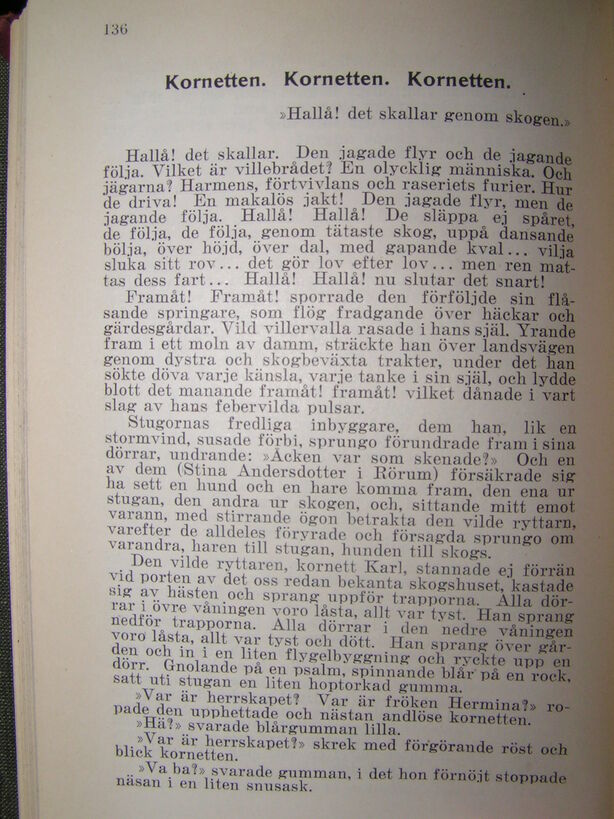 136
Kornetten. Kornetten. Kornetten.
»Hallå! det skallar genom skogen.»
Hallå! det skallar. Den jagade flyr och de jagande
följa. Vilket är villebrådet? En olycklig människa. Och
jägarna? Harmens, förtvivlans och raseriets furier. Hur
de driva! En makalös jakt! Den jagade flyr, men de
jagande följa. Hallå! Hallå! De släppa ej spåret,
de följa, de följa, genom tätaste skog, uppå dansande
bölja, över höjd, över dal, med gapande kval... vilja
sluka sitt rov... det gör lov efter lov... men ren mat-
tas dess fart... Hallå! Hallå! nu slutar det snart!
Framåt! Framåt! sporrade den förföljde sin flå-
sande springare, som flög fradgande över häckar och
gärdesgårdar. Vild villervalla rasade i hans själ. Yrande
fram i ett moln av damm, sträckte han över landsvägen
genom dystra och skogbeväxta trakter, under det han
sökte döva varje känsla, varje tanke i sin själ, och lydde
blott det manande framåt! framåt! vilket dånade i vart
slag av hans febervilda pulsar.
Stugornas fredliga inbyggare, dem han, lik en
stormvind, susade förbi, sprungo förundrade fram i sina
dörrar, undrande: »Äcken var som skenade?» Och en
av dem (Stina Andersdotter i Rörum) försäkrade sig
ha sett en hund och en hare komma fram, den ena ur
stugan, den andra ur skogen, och, sittande mitt emot
varann, med stirrande ögon betrakta den vilde ryttarn,
varefter de alldeles föryrade och försagda sprungo om
varandra, haren till stugan, hunden till skogs.
Den vilde ryttaren, kornett Karl, stannade ej förrän
vid porten av det oss redan bekanta skogshuset, kastade
sig av hästen och sprang uppför trapporna. Alla dör-
rar i övre våningen voro låsta, allt var tyst. Han sprang
nedför trapporna. Alla dörrar i den nedre våningen
voro låsta, allt var tyst och dött. Han sprang över går-
den och in i en liten flygelbyggning och ryckte upp en
dörr. Gnolande på en psalm, spinnande blår på en rock,
satt uti stugan en liten hoptorkad gumma.
»Var är herrskapet? Var är fröken Hermina?» ro-
pade den upphettade och nästan andlöse kornetten.
»Hä?» svarade blårgumman lilla.
»Var är herrskapet?» skrek med förgörande röst och
blick kornetten.
»Va ba?» svarade gumman, i det hon förnöjt stoppade
näsan i en liten snusask.